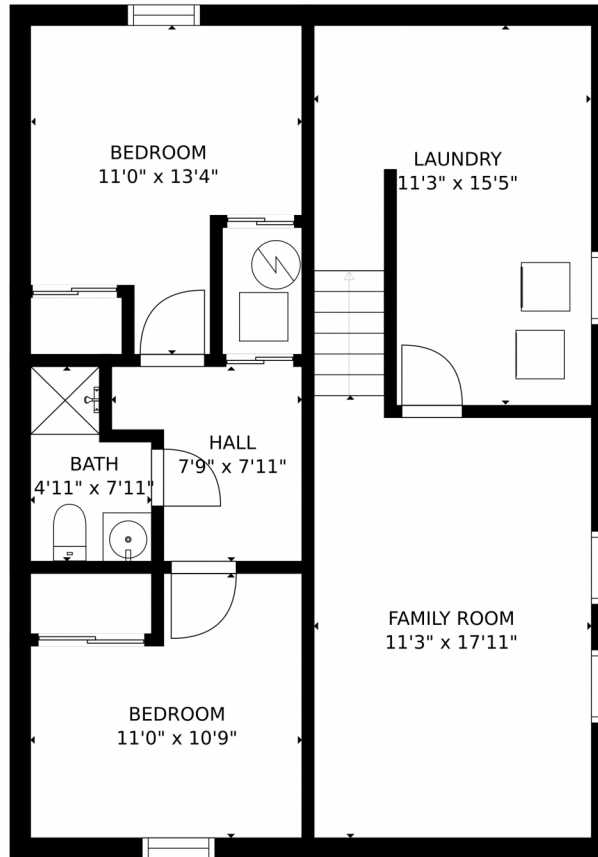 BEDROOM
11'0" x 13'4"
LAUNDRY
11'3" x 15'5"
HALL
7'9" x 7'11"
BATH
4'11" x 7'11"
FAMILY ROOM
11'3" x 17'11"
BEDROOM
11'0" x 10'9"